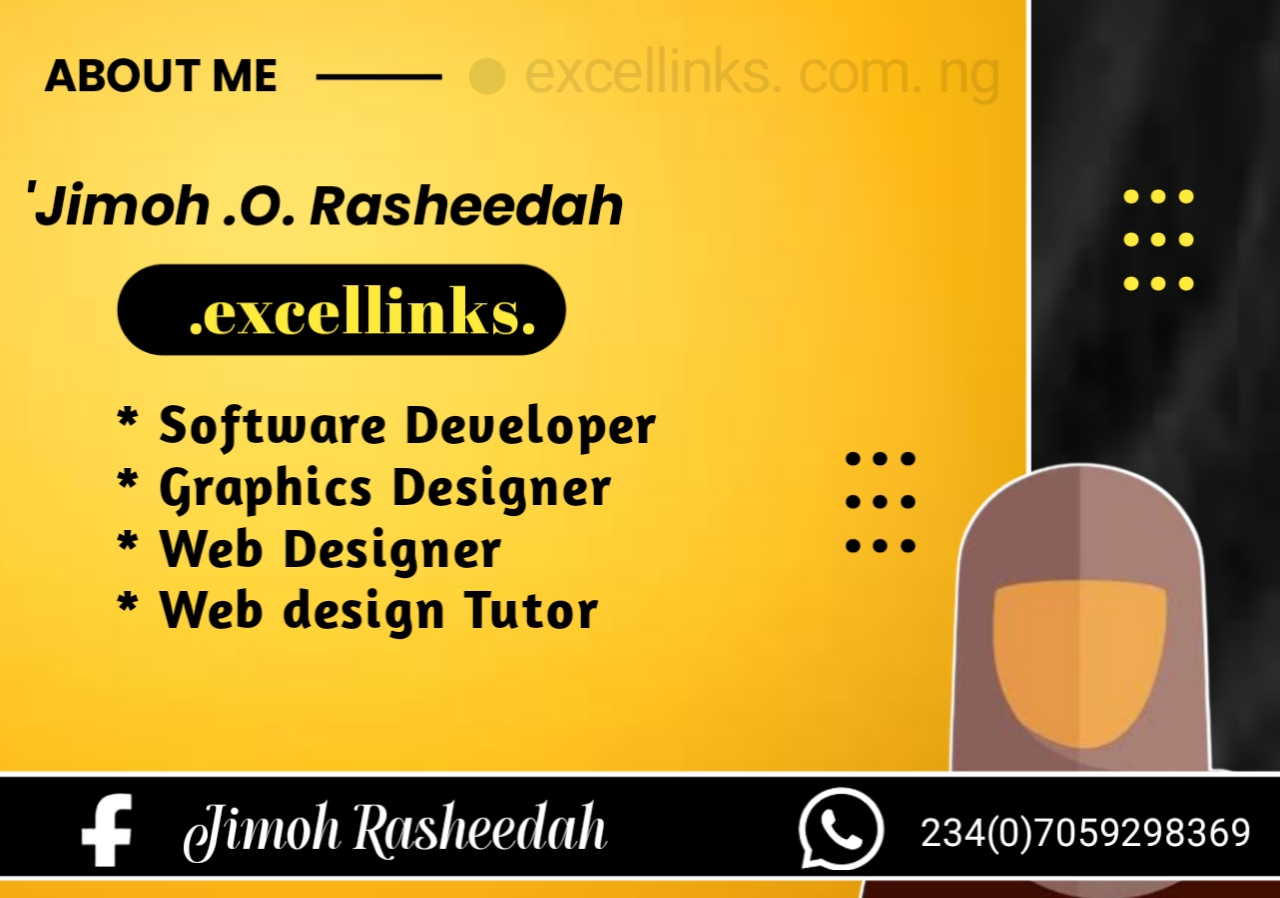 ABOUT ME
excellinks. com. ng
'Jimoh .O. Rasheedah
.excellinks.
* Software Developer
* Graphics Designer
* Web Designer
* Web design Tutor
Jimoh Rasheedah
234(0)7059298369